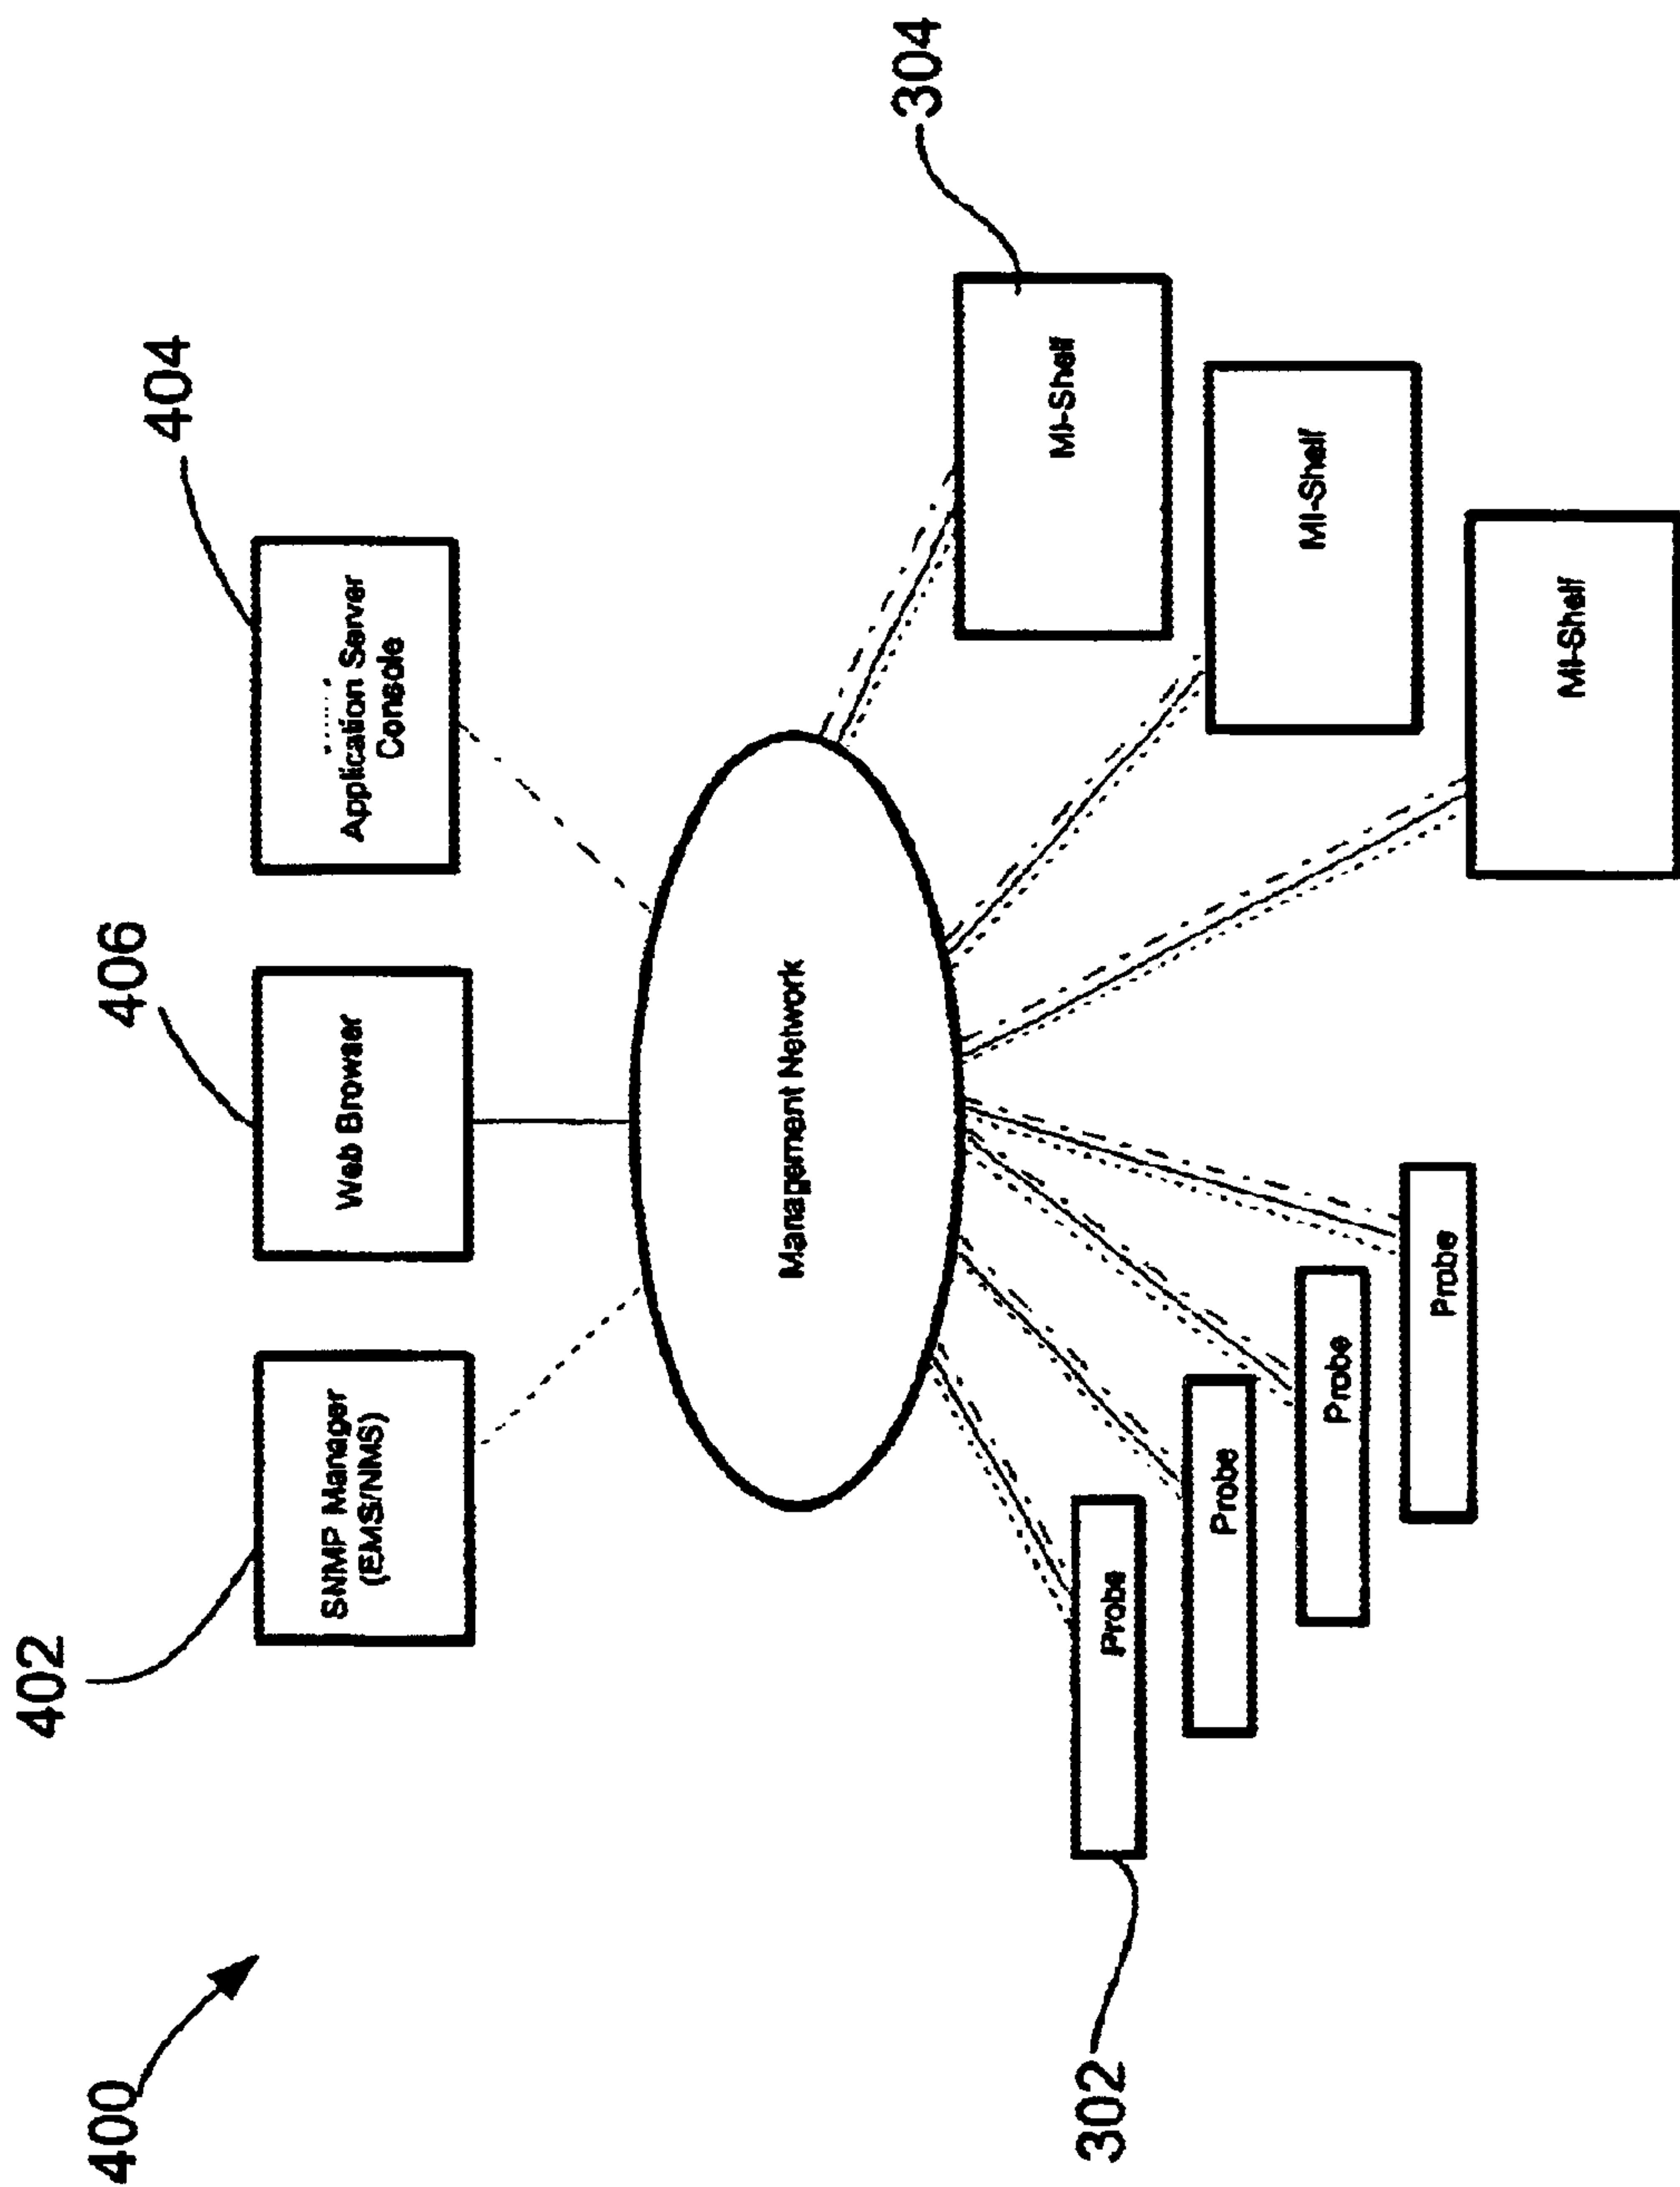 400
402
406
404
SNMP Manager
(EMS/NMS)
Web Browser
Application Server
Console
Management Network
304
MI-Shelf
MI-Shelf
MI-Shelf
302
Probe
Probe
Probe
Probe